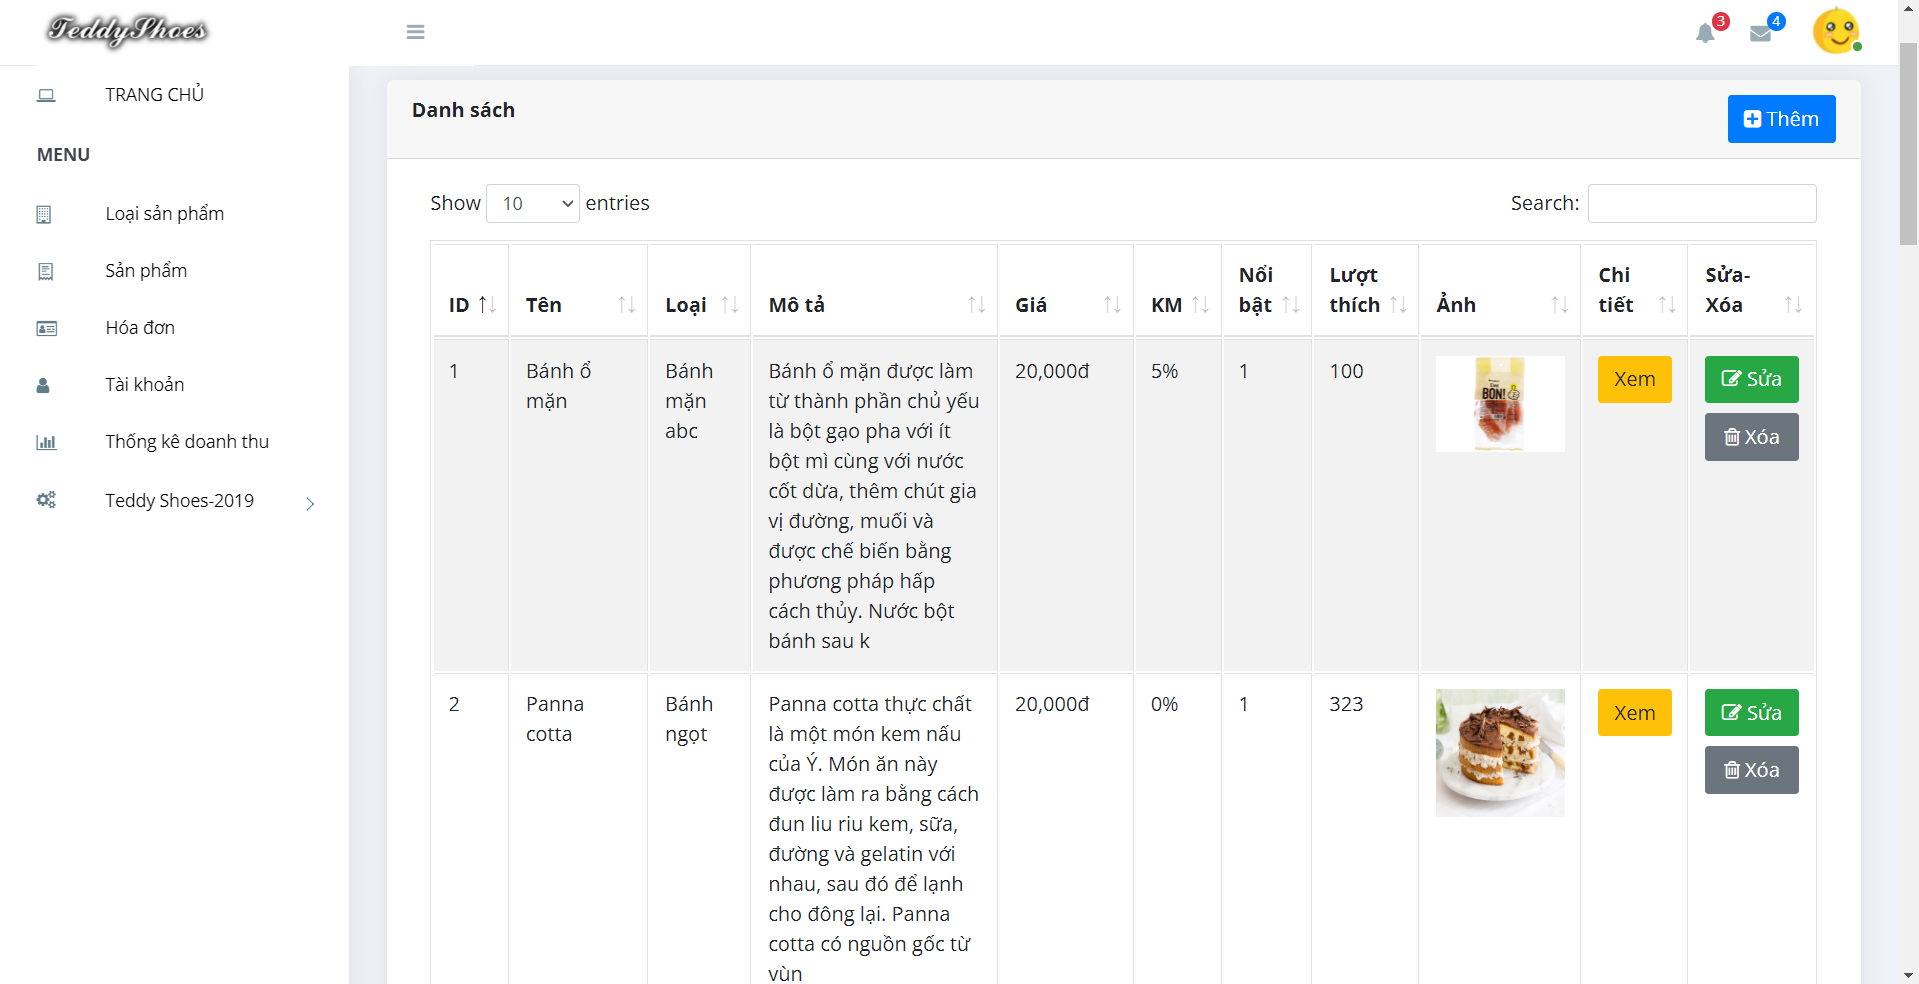 TeddyShoes
3
4
TRANG CHỦ
MENU
Loại sản phẩm
Sản phẩm
Hóa đơn
Tài khoản
Thống kê doanh thu
Teddy Shoes-2019
Danh sách
Thêm
Show 10 entries
Search:
ID
Tên
Loại
Mô tả
Giá
KM
Nổi
bật
Lượt
thích
Ảnh
Chi
tiết
Sửa-
Xóa
1
Bánh ổ
mặn
Bánh
mặn
abc
Bánh ổ mặn được làm
từ thành phần chủ yếu
là bột gạo pha với ít
bột mì cùng với nước
cốt dừa, thêm chút gia
vị đường, muối và
được chế biến bằng
phương pháp hấp
cách thủy. Nước bột
bánh sau k
20,000đ
5%
1
100
BON!
Xem
Sửa
Xóa
2
Panna
cotta
Bánh
ngọt
Panna cotta thực chất
là một món kem nấu
của Ý. Món ăn này
được làm ra bằng cách
đun liu riu kem, sữa,
đường và gelatin với
nhau, sau đó để lạnh
cho đông lại. Panna
cotta có nguồn gốc từ
vùn
20,000đ
0%
1
323
Xem
Sửa
Xóa